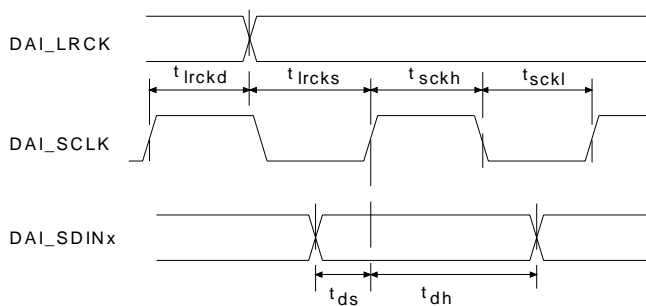 DAI_LRCK
t lrckd t lrcks t sckh t sckl
DAI_SCLK
DAI_SDINx
t ds t dh